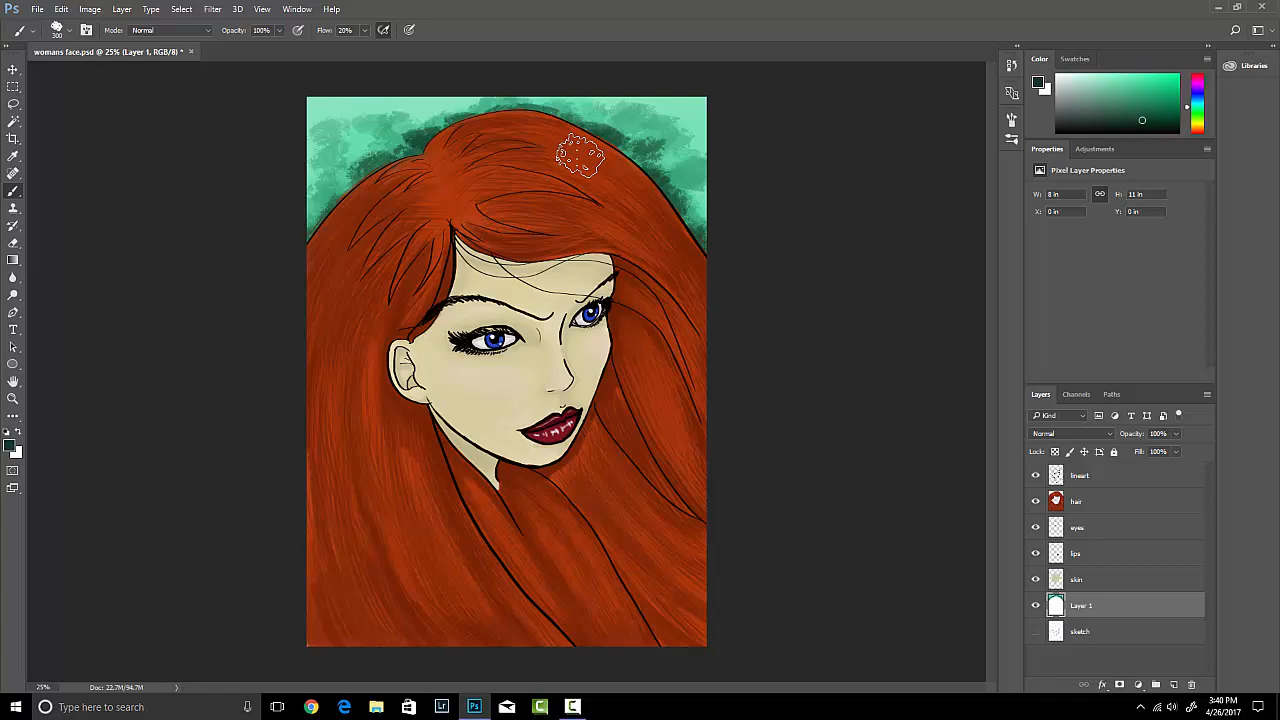 Ps File Edit Image Layer Type Select Filter 3D View Window Help
300 Mode: Normal Opacity: 100% Flow: 20%
womans face.psd @ 25% (Layer 1, RGB/8) * ×
Color Swatches
Libraries
Properties Adjustments
Pixel Layer Properties
W: 8 in H: 11 in
X: 0 in Y: 0 in
Layers Channels Paths
Kind
Normal Opacity: 100%
Lock: Fill: 100%
lineart
hair
eyes
lips
skin
Layer 1
sketch
fx
25% Doc: 22.7M/94.7M
Type here to search
Lr Ps
3:40 PM
4/26/2017